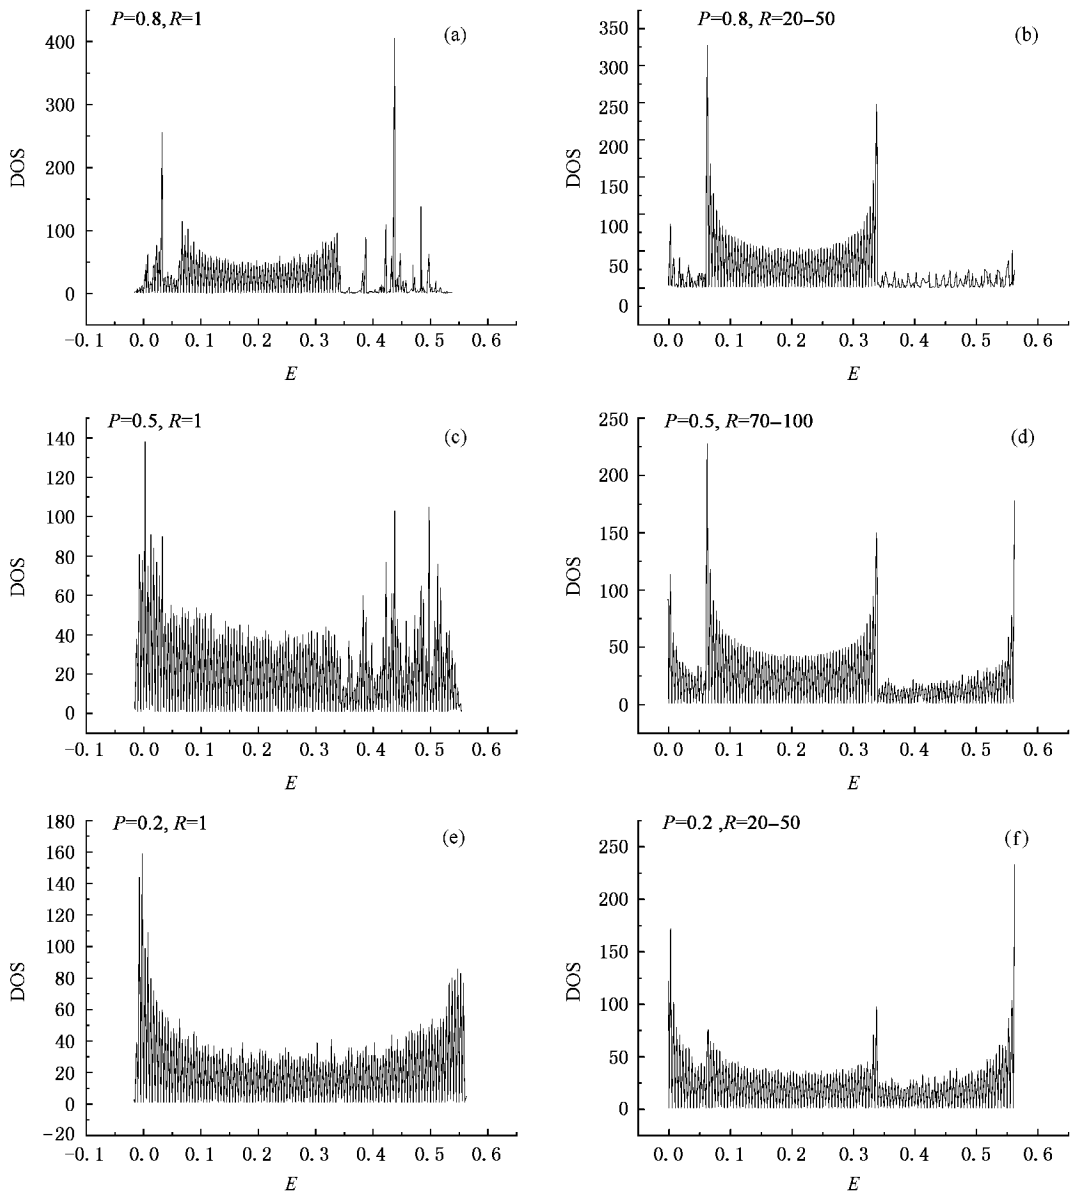 P=0.8, R=1
(a)
400
300
200
100
0
DOS
−0.1 0.0 0.1 0.2 0.3 0.4 0.5 0.6
E
P=0.8, R=20−50
(b)
350
300
250
200
150
100
50
0
DOS
0.0 0.1 0.2 0.3 0.4 0.5 0.6
E
P=0.5, R=1
(c)
140
120
100
80
60
40
20
0
DOS
−0.1 0.0 0.1 0.2 0.3 0.4 0.5 0.6
E
P=0.5, R=70−100
(d)
250
200
150
100
50
0
DOS
0.0 0.1 0.2 0.3 0.4 0.5 0.6
E
P=0.2, R=1
(e)
180
160
140
120
100
80
60
40
20
0
−20
DOS
−0.1 0.0 0.1 0.2 0.3 0.4 0.5 0.6
E
P=0.2 ,R=20−50
(f)
250
200
150
100
50
0
DOS
0.0 0.1 0.2 0.3 0.4 0.5 0.6
E